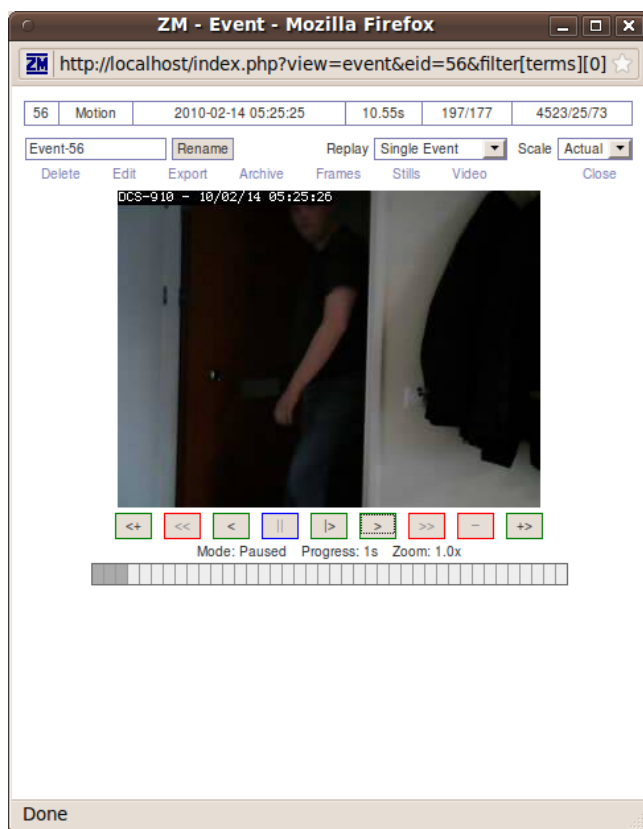 ZM - Event - Mozilla Firefox
ZM http://localhost/index.php?view=event&eid=56&filter[terms][0]
56 Motion 2010-02-14 05:25:25 10.55s 197/177 4523/25/73
Event-56 Rename Replay Single Event Scale Actual
Delete Edit Export Archive Frames Stills Video Close
DCS-910 - 10/02/14 05:25:26
<+ << < || |> > >> – +>
Mode: Paused Progress: 1s Zoom: 1.0x
Done